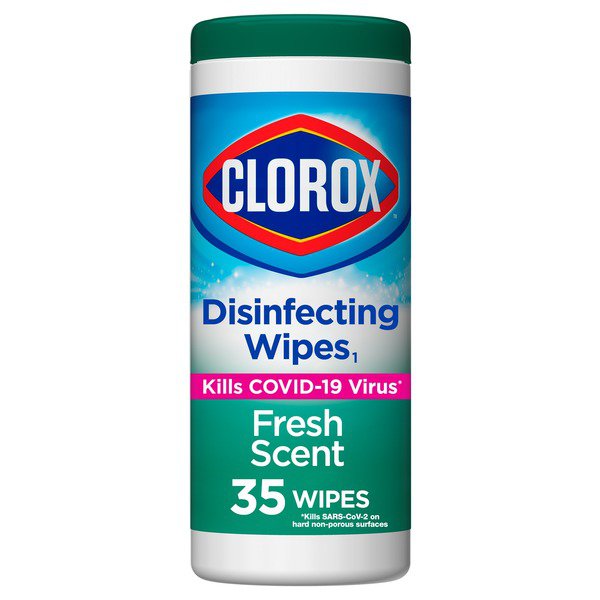 CLOROX™
Disinfecting
Wipes₁
Kills COVID-19 Virus*
Fresh
Scent
35 WIPES
*Kills SARS-CoV-2 on
hard non-porous surfaces